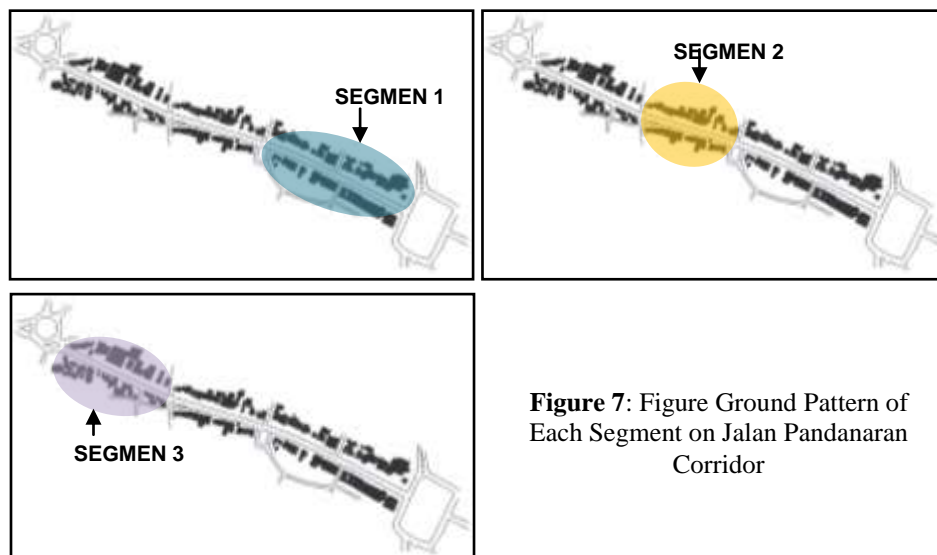 SEGMEN 1
SEGMEN 2
SEGMEN 3
Figure 7: Figure Ground Pattern of
Each Segment on Jalan Pandanaran
Corridor